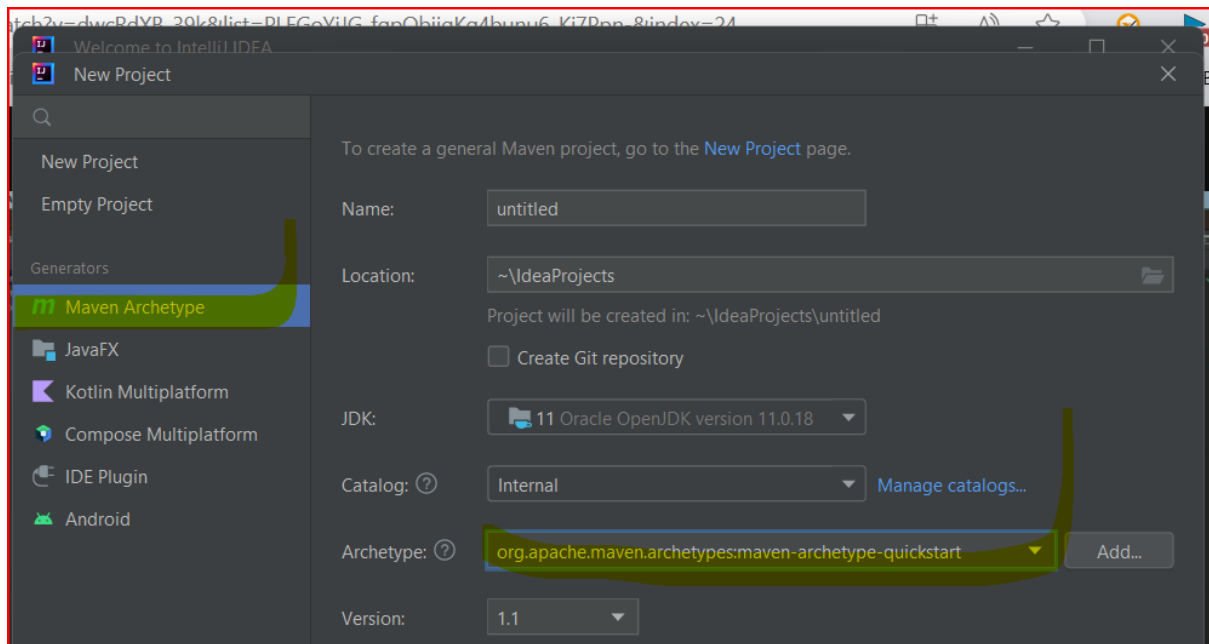 Welcome to IntelliJ IDEA
New Project
New Project
Empty Project
Generators
Maven Archetype
JavaFX
Kotlin Multiplatform
Compose Multiplatform
IDE Plugin
Android
To create a general Maven project, go to the New Project page.
Name: untitled
Location: ~\IdeaProjects
Project will be created in: ~\IdeaProjects\untitled
Create Git repository
JDK: 11 Oracle OpenJDK version 11.0.18
Catalog: ? Internal Manage catalogs...
Archetype: ? org.apache.maven.archetypes:maven-archetype-quickstart Add...
Version: 1.1